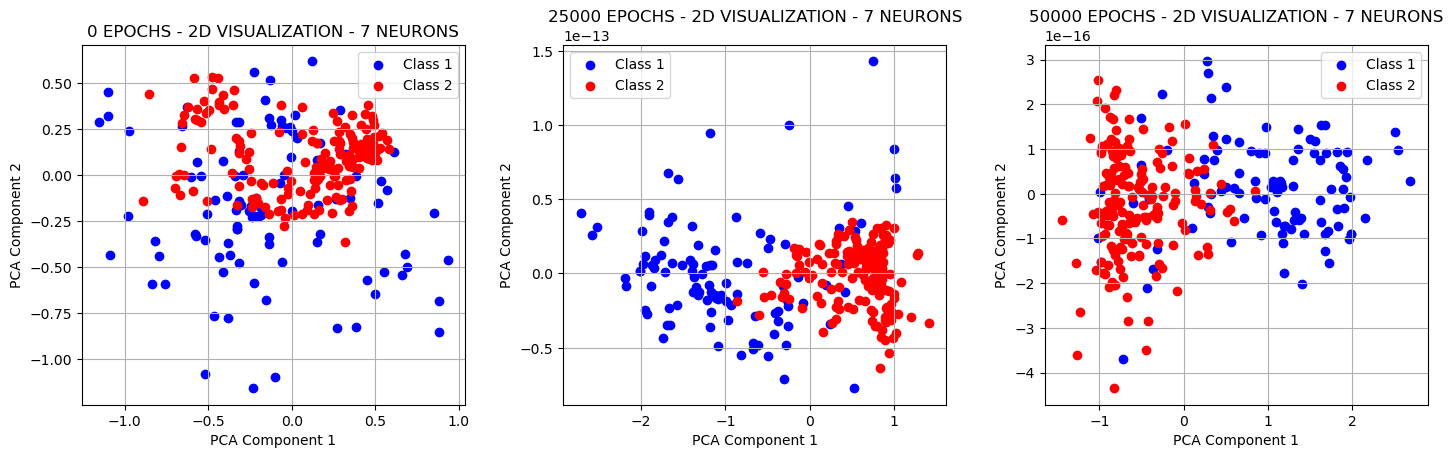 0 EPOCHS - 2D VISUALIZATION - 7 NEURONS
Class 1
Class 2
0.50
0.25
0.00
−0.25
−0.50
−0.75
−1.00
PCA Component 2
−1.0
−0.5
0.0
0.5
1.0
PCA Component 1
25000 EPOCHS - 2D VISUALIZATION - 7 NEURONS
1e−13
Class 1
Class 2
1.5
1.0
0.5
0.0
−0.5
PCA Component 2
−2
−1
0
1
PCA Component 1
50000 EPOCHS - 2D VISUALIZATION - 7 NEURONS
1e−16
Class 1
Class 2
3
2
1
0
−1
−2
−3
−4
PCA Component 2
−1
0
1
2
PCA Component 1